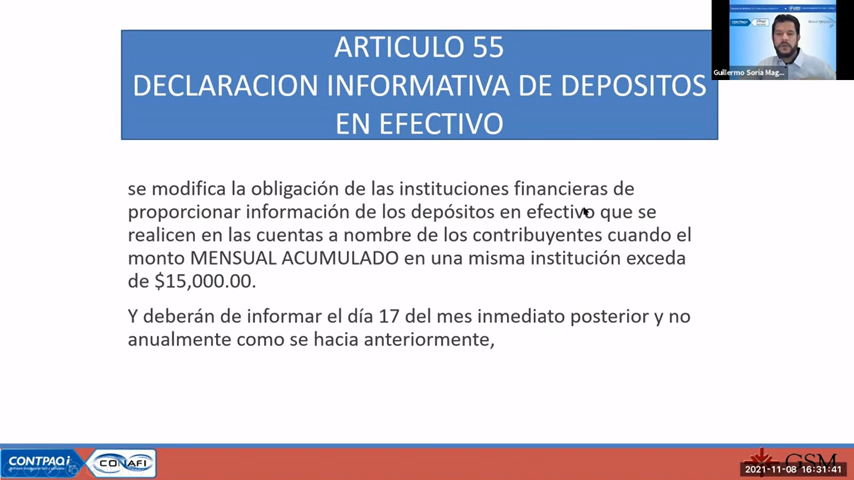 ARTICULO 55
DECLARACION INFORMATIVA DE DEPOSITOS
EN EFECTIVO
Guillermo Soria Mag...
se modifica la obligación de las instituciones financieras de
proporcionar información de los depósitos en efectivo que se
realicen en las cuentas a nombre de los contribuyentes cuando el
monto MENSUAL ACUMULADO en una misma institución exceda
de $15,000.00.
Y deberán de informar el día 17 del mes inmediato posterior y no
anualmente como se hacia anteriormente,
CONTPAQi
CONAFI
GSM
2021-11-08 16:31:41